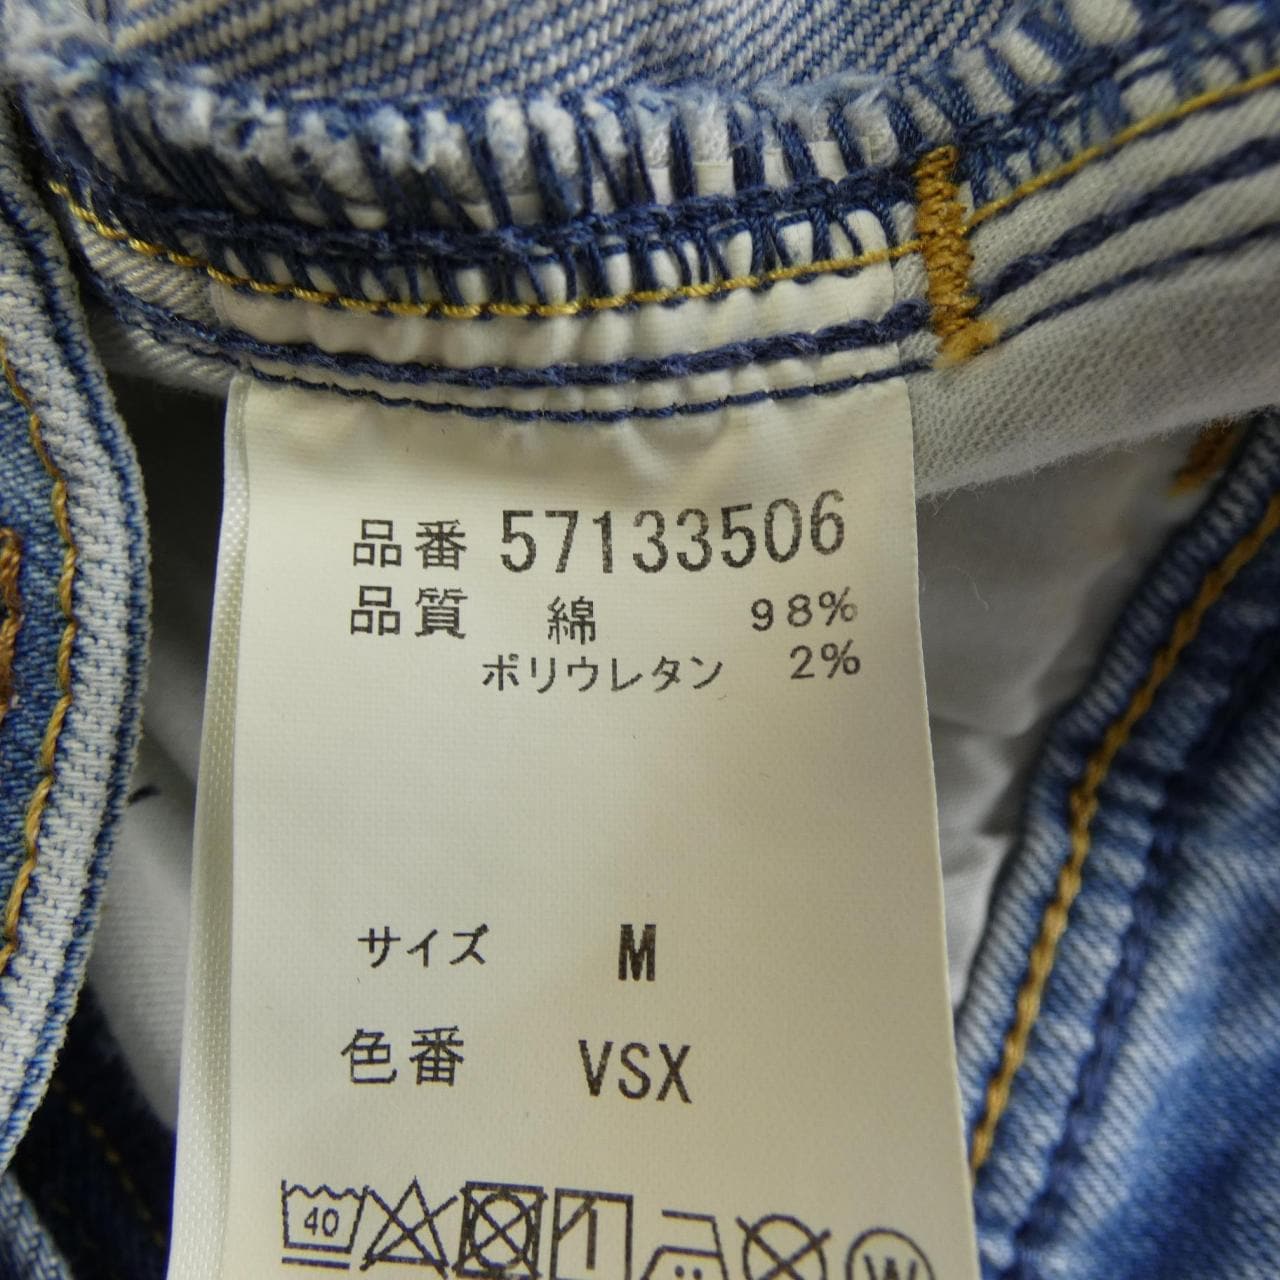 品番 57133506
品質 綿 98%
ポリウレタン 2%
サイズ M
色番 VSX
40 W